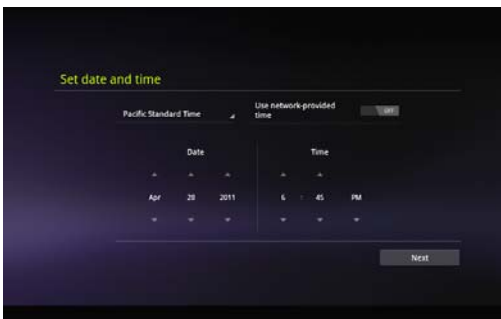 Set date and time
Pacific Standard Time
Use network-provided
time
Off
Date
Time
Apr 28 2011
6 : 45 PM
Next